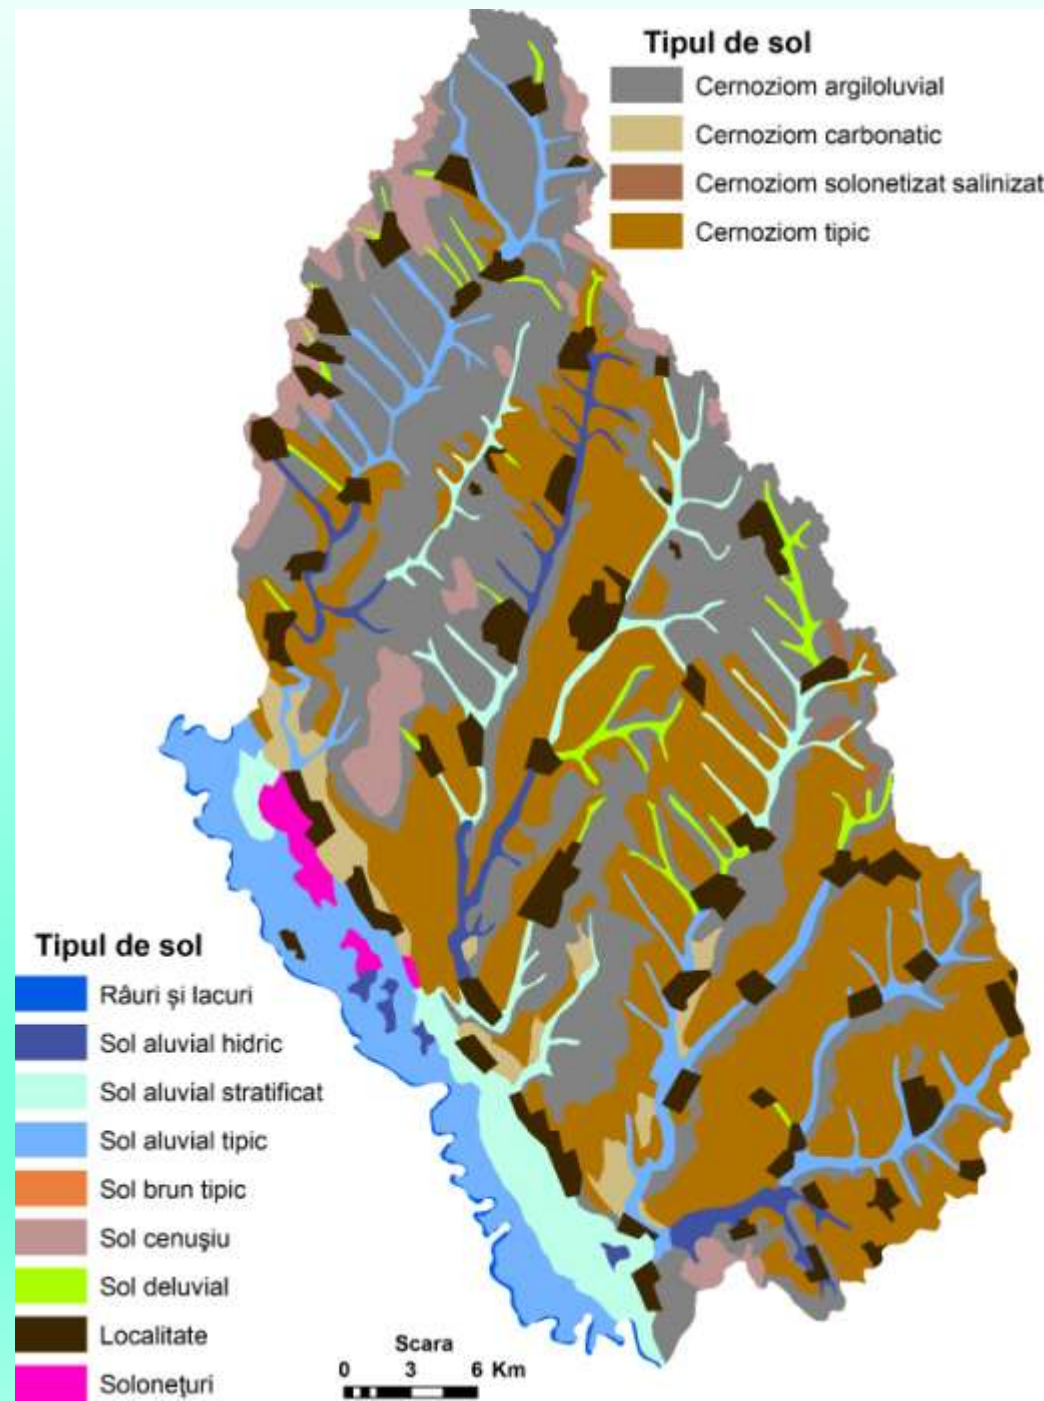 Tipul de sol
Cernoziom argiloluvial
Cernoziom carbonatic
Cernoziom solonetizat salinizat
Cernoziom tipic
Tipul de sol
Râuri și lacuri
Sol aluvial hidric
Sol aluvial stratificat
Sol aluvial tipic
Sol brun tipic
Sol cenuşiu
Sol deluvial
Localitate
Soloneţuri
Scara
0 3 6 Km